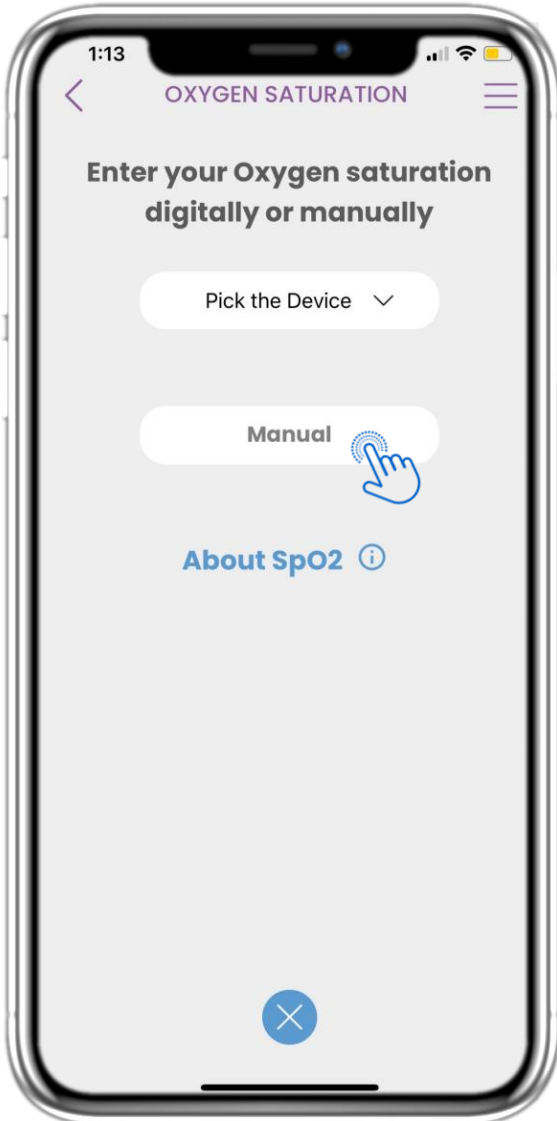 1:13
OXYGEN SATURATION
Enter your Oxygen saturation
digitally or manually
Pick the Device
Manual
About SpO2